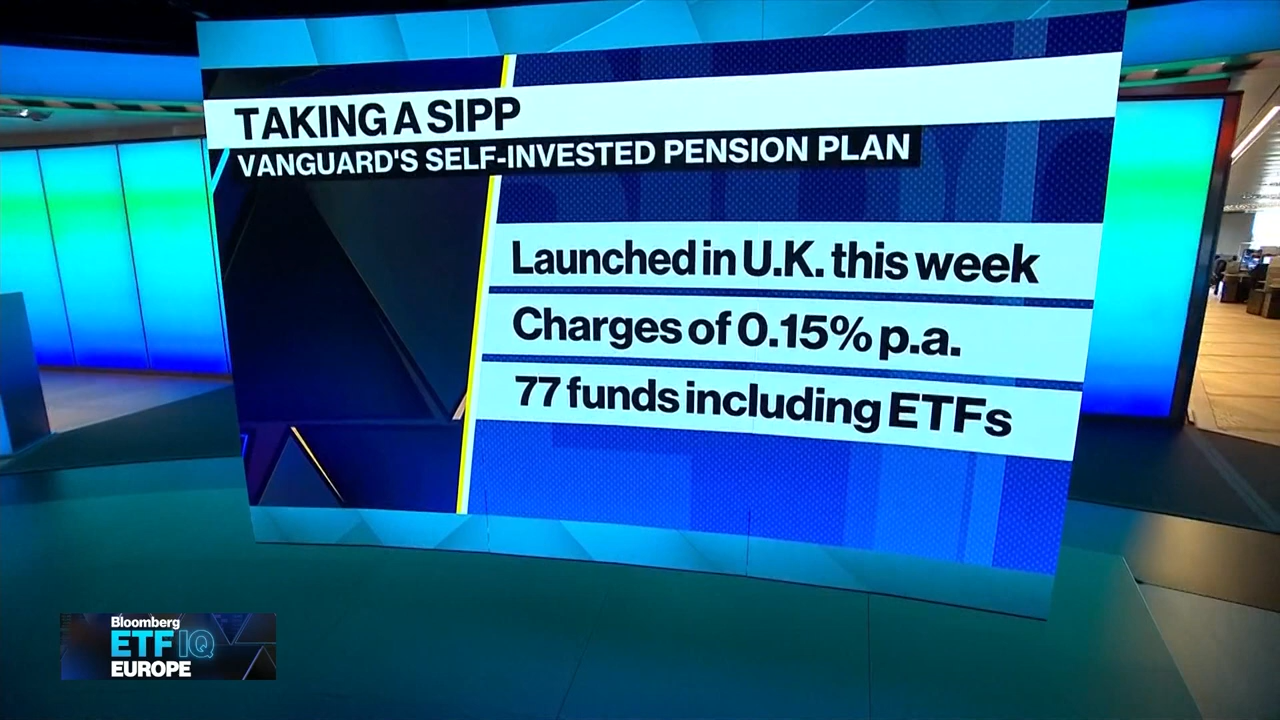 TAKING A SIPP
VANGUARD'S SELF-INVESTED PENSION PLAN
Launched in U.K. this week
Charges of 0.15% p.a.
77 funds including ETFs
Bloomberg
ETF IQ
EUROPE